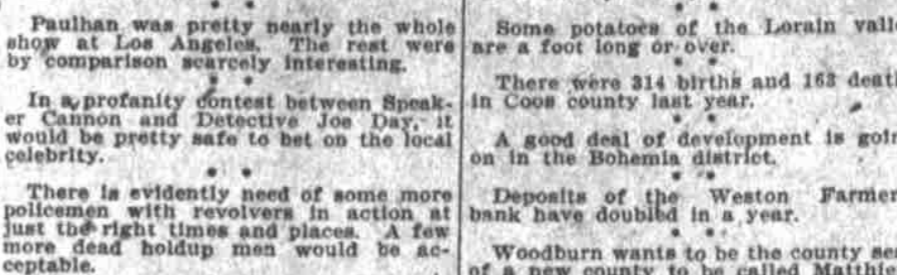 Paulhan was pretty nearly the whole
show at Los Angeles. The rest were
by comparison scarcely interesting.
In a profanity contest between Speak-
er Cannon and Detective Joe Day, it
would be pretty safe to bet on the local
celebrity.
There is evidently need of some more
policemen with revolvers in action at
just the right times and places. A few
more dead holdup men would be ac-
ceptable.
Some potatoes of the Lorain valle
are a foot long or over.
There were 314 births and 163 death
in Coos county last year.
A good deal of development is goin
on in the Bohemia district.
Deposits of the Weston Farmer
bank have doubled in a year.
Woodburn wants to be the county sea
of a new county to be called Matthie